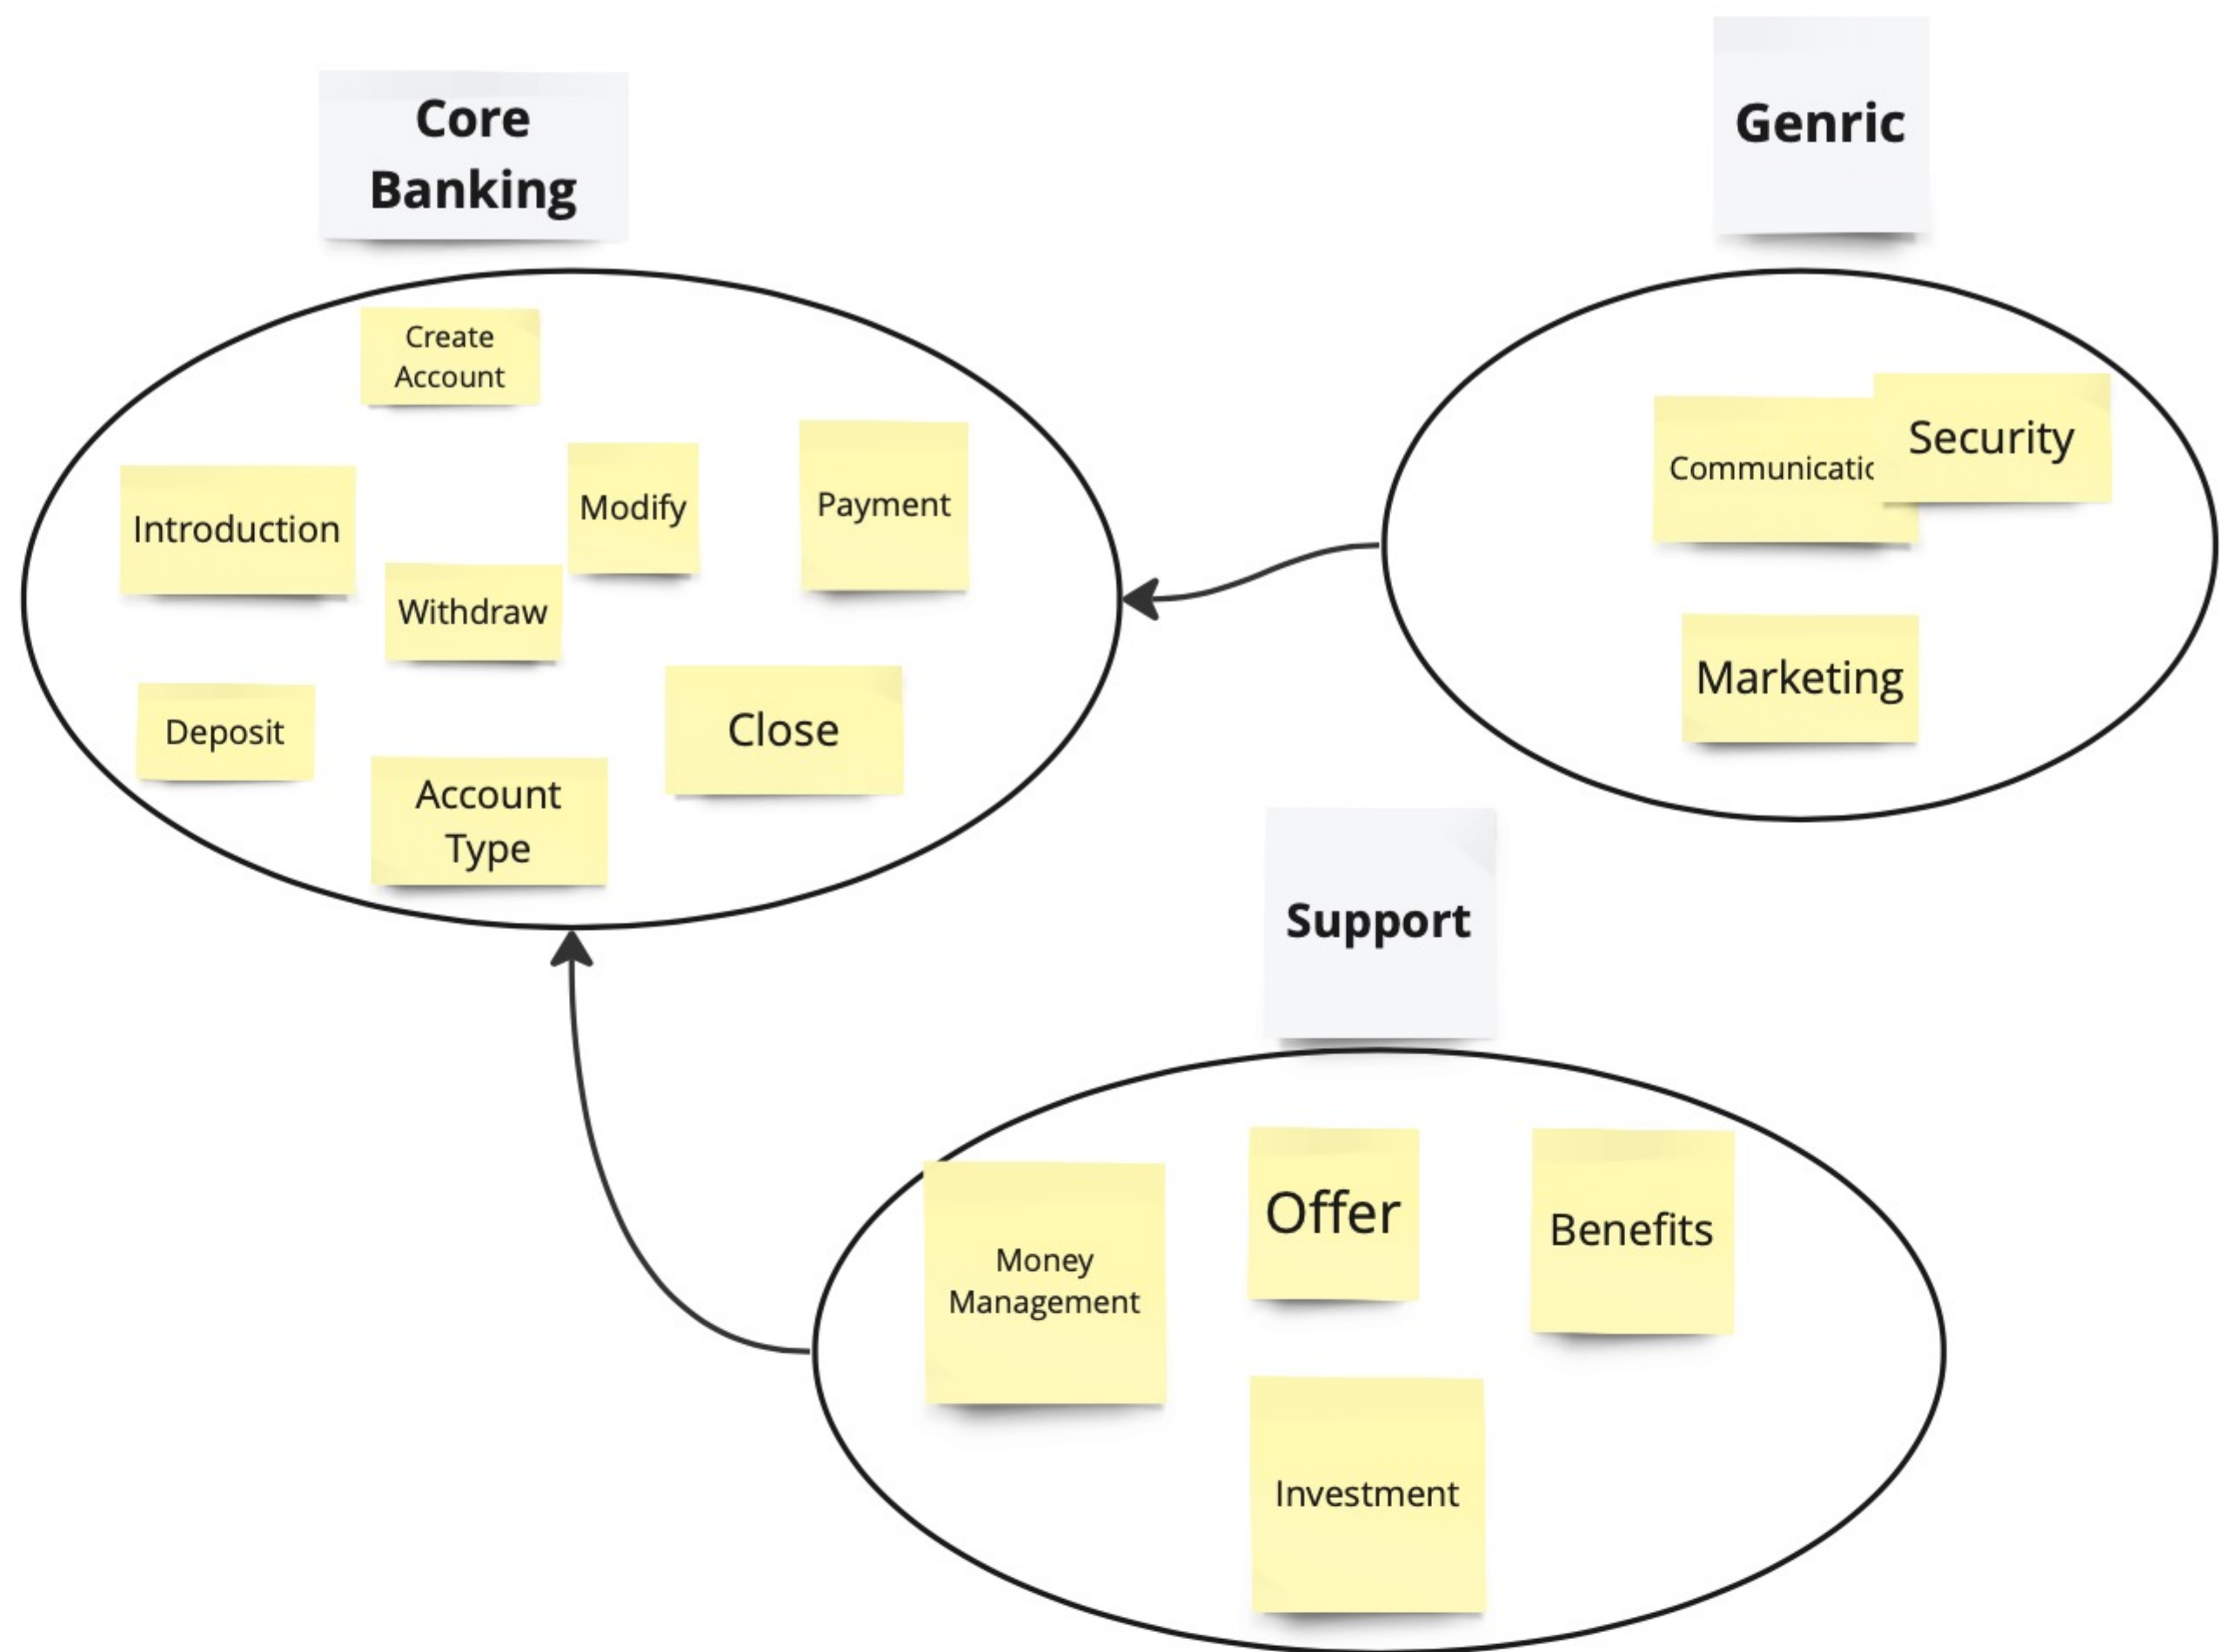 Core
Banking
Genric
Create
Account
Introduction
Modify
Payment
Withdraw
Deposit
Close
Account
Type
Communicatic
Security
Marketing
Support
Money
Management
Offer
Benefits
Investment